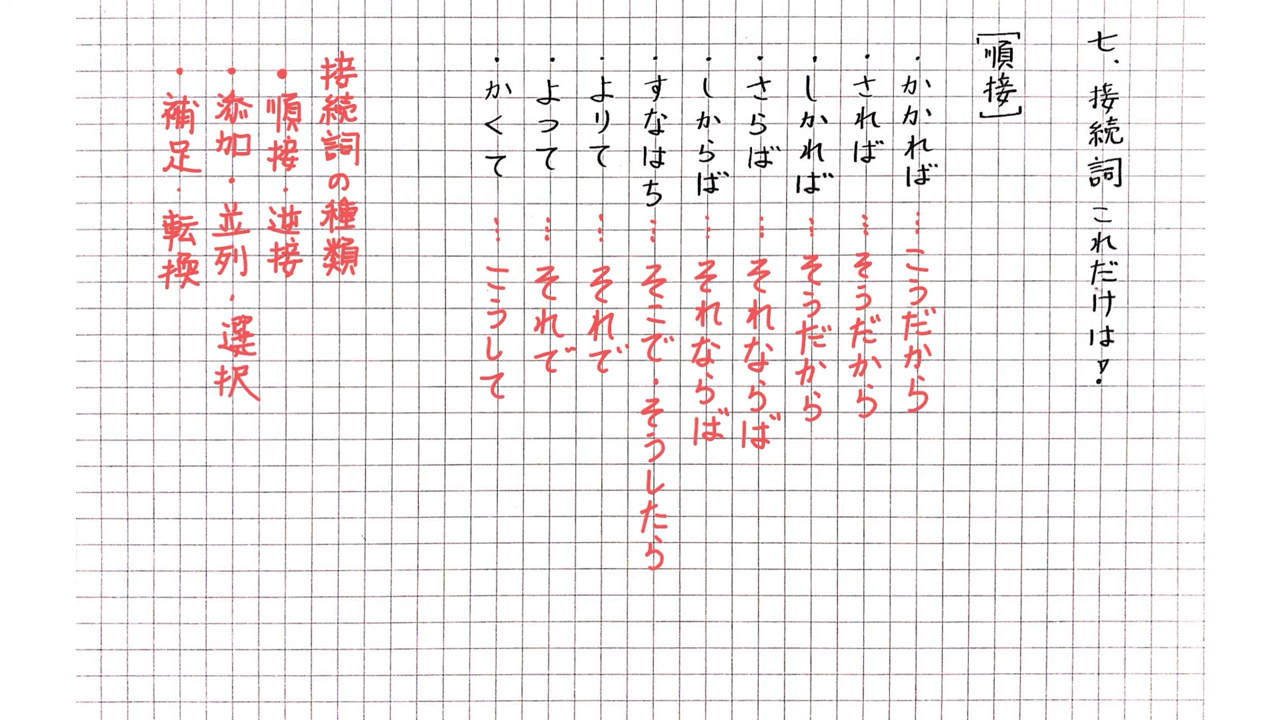 七、接続詞これだけは!
[順接]
・かかれば…こうだから
・されば…そうだから
・しかれば…そうだから
・さらば…それならば
・しからば…それならば
・すなはち…そこで・そうしたら
・よりて…それで
・よって…それで
・かくて…こうして
接続詞の種類
・順接・逆接
・添加・並列・選択
・補足・転換